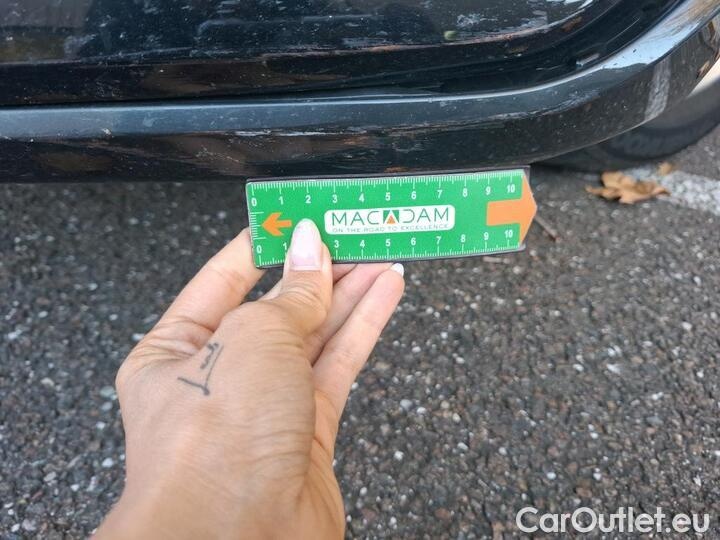 0 1 2 3 4 5 6 7 8 9 10
MACADAM
ON THE ROAD TO EXCELLENCE
0 1 3 4 5 6 7 8 9 10
CarOutlet.eu